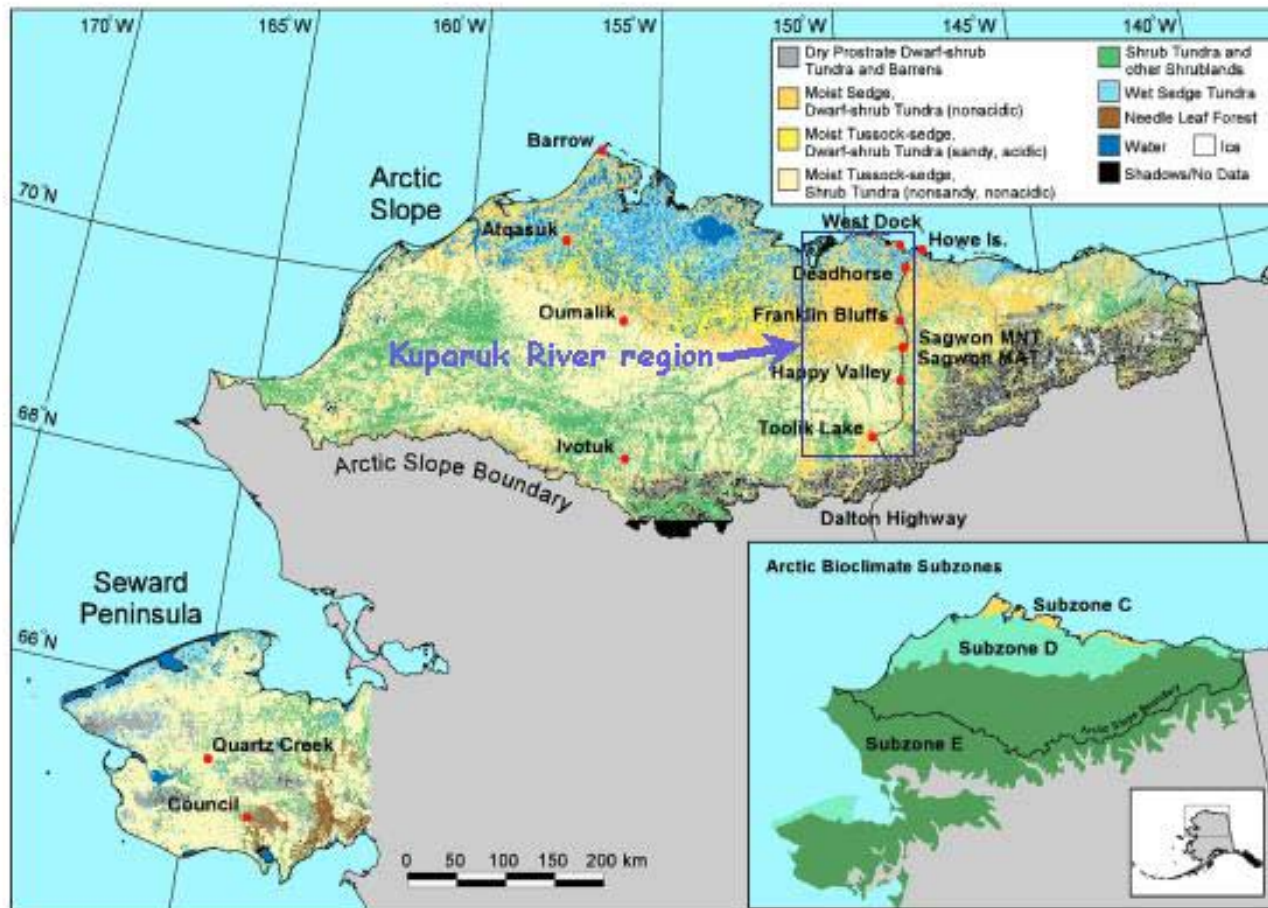 170°W
165°W
160°W
155°W
150°W
145°W
140°W
Dry Prostrate Dwarf-shrub
Tundra and Barrens
Moist Sedge,
Dwarf-shrub Tundra (nonacidic)
Moist Tussock-sedge,
Dwarf-shrub Tundra (sandy, acidic)
Moist Tussock-sedge,
Shrub Tundra (nonsandy, nonacidic)
Shrub Tundra and
other Shrublands
Wet Sedge Tundra
Needle Leaf Forest
Water
Ice
Shadows/No Data
70°N
68°N
66°N
Arctic
Slope
Barrow
Atqasuk
Oumalik
Ivotuk
West Dock
Howe Is.
Deadhorse
Franklin Bluffs
Sagwon MNT
Sagwon MAT
Kuparuk River region
Happy Valley
Toolik Lake
Arctic Slope Boundary
Dalton Highway
Seward
Peninsula
Quartz Creek
Council
0 50 100 150 200 km
Arctic Bioclimate Subzones
Subzone C
Subzone D
Arctic Slope Boundary
Subzone E